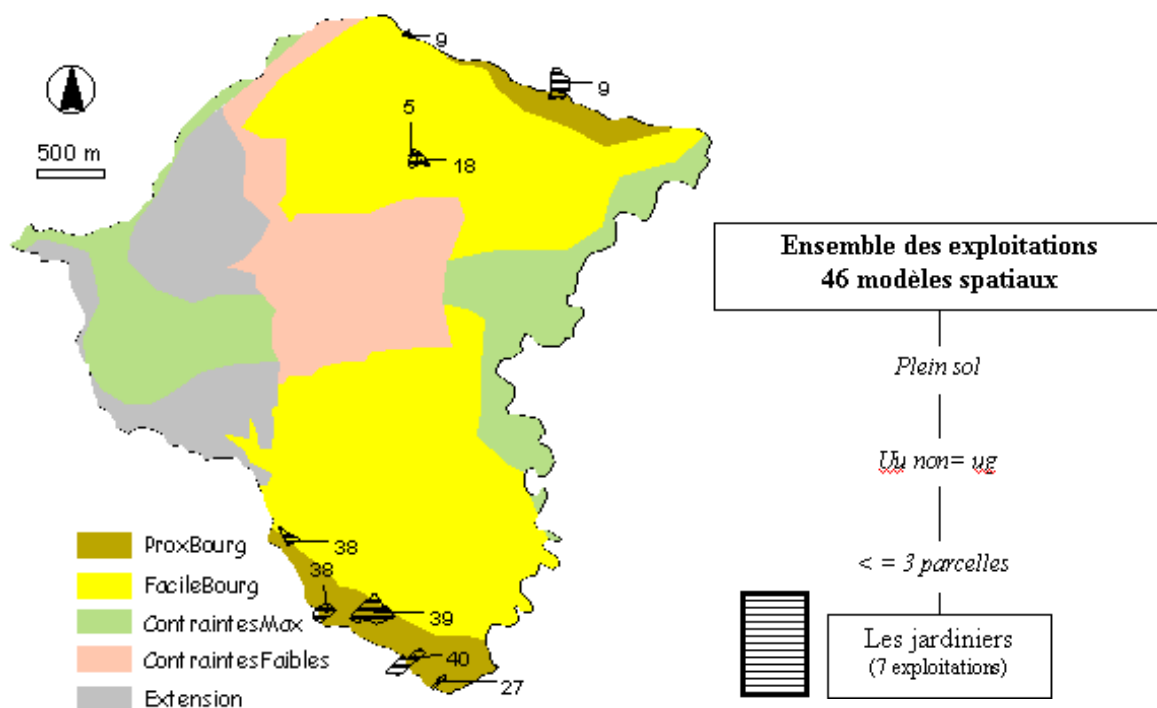 9
9
5
18
500 m
38
38
39
40
27
ProxBourg
FacileBourg
ContraintesMax
ContraintesFaibles
Extension
Ensemble des exploitations
46 modèles spatiaux
Plein sol
Uu non= ug
< = 3 parcelles
Les jardiniers
(7 exploitations)